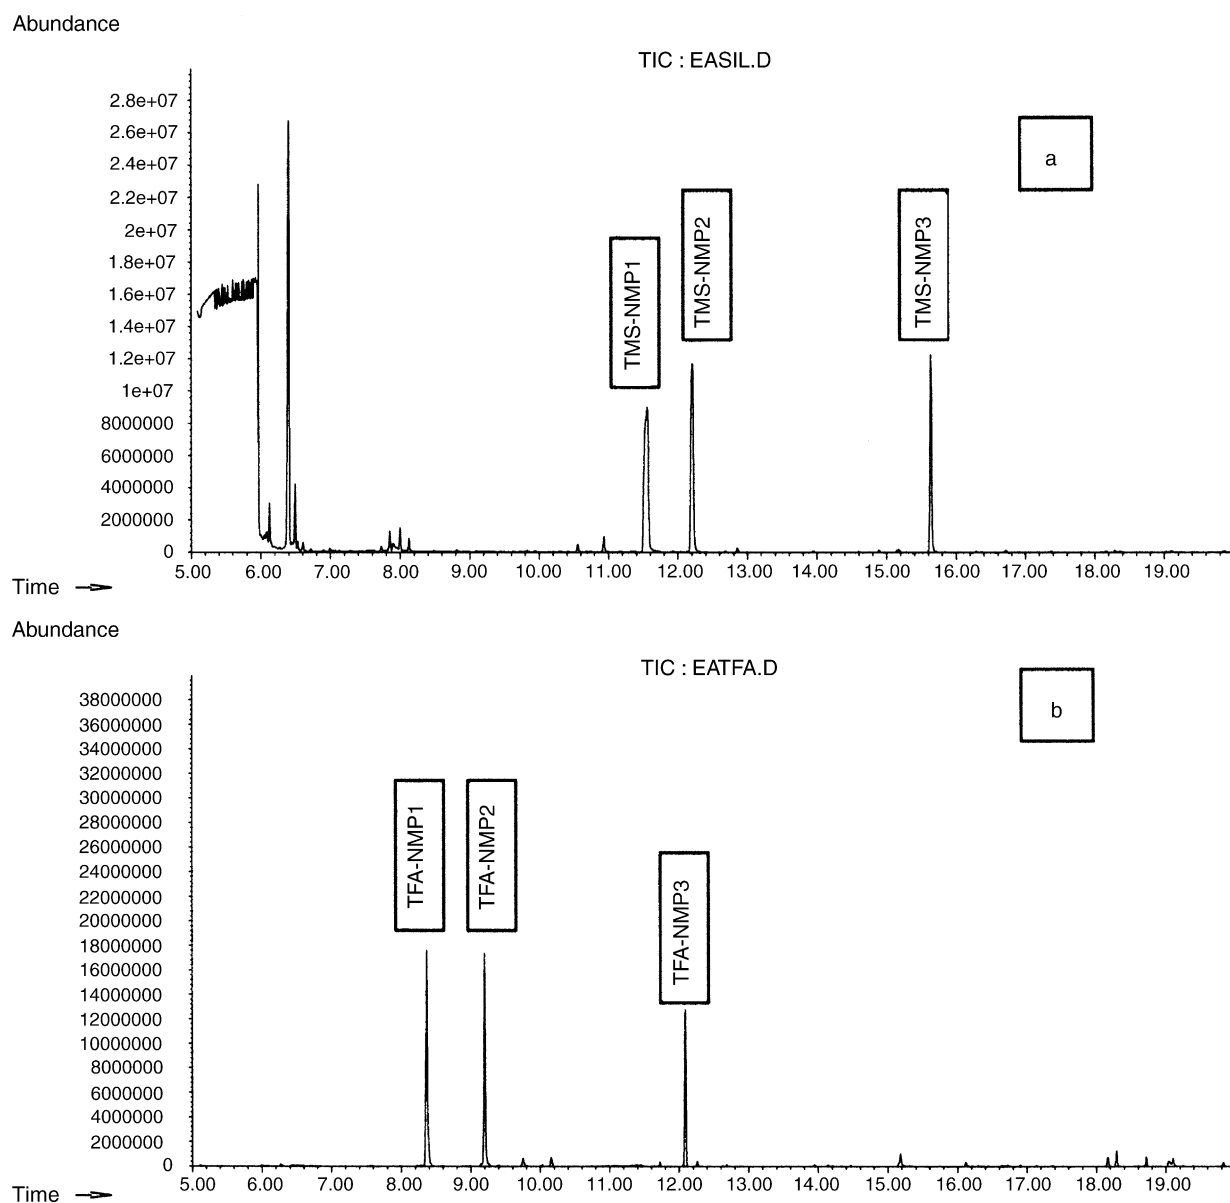 Abundance
TIC : EASIL.D
a
2.8e+07
2.6e+07
2.4e+07
2.2e+07
2e+07
1.8e+07
1.6e+07
1.4e+07
1.2e+07
1e+07
8000000
6000000
4000000
2000000
0
TMS-NMP1
TMS-NMP2
TMS-NMP3
5.00 6.00 7.00 8.00 9.00 10.00 11.00 12.00 13.00 14.00 15.00 16.00 17.00 18.00 19.00
Time
Abundance
TIC : EATFA.D
b
38000000
36000000
34000000
32000000
30000000
28000000
26000000
24000000
22000000
20000000
18000000
16000000
14000000
12000000
10000000
8000000
6000000
4000000
2000000
0
TFA-NMP1
TFA-NMP2
TFA-NMP3
5.00 6.00 7.00 8.00 9.00 10.00 11.00 12.00 13.00 14.00 15.00 16.00 17.00 18.00 19.00
Time